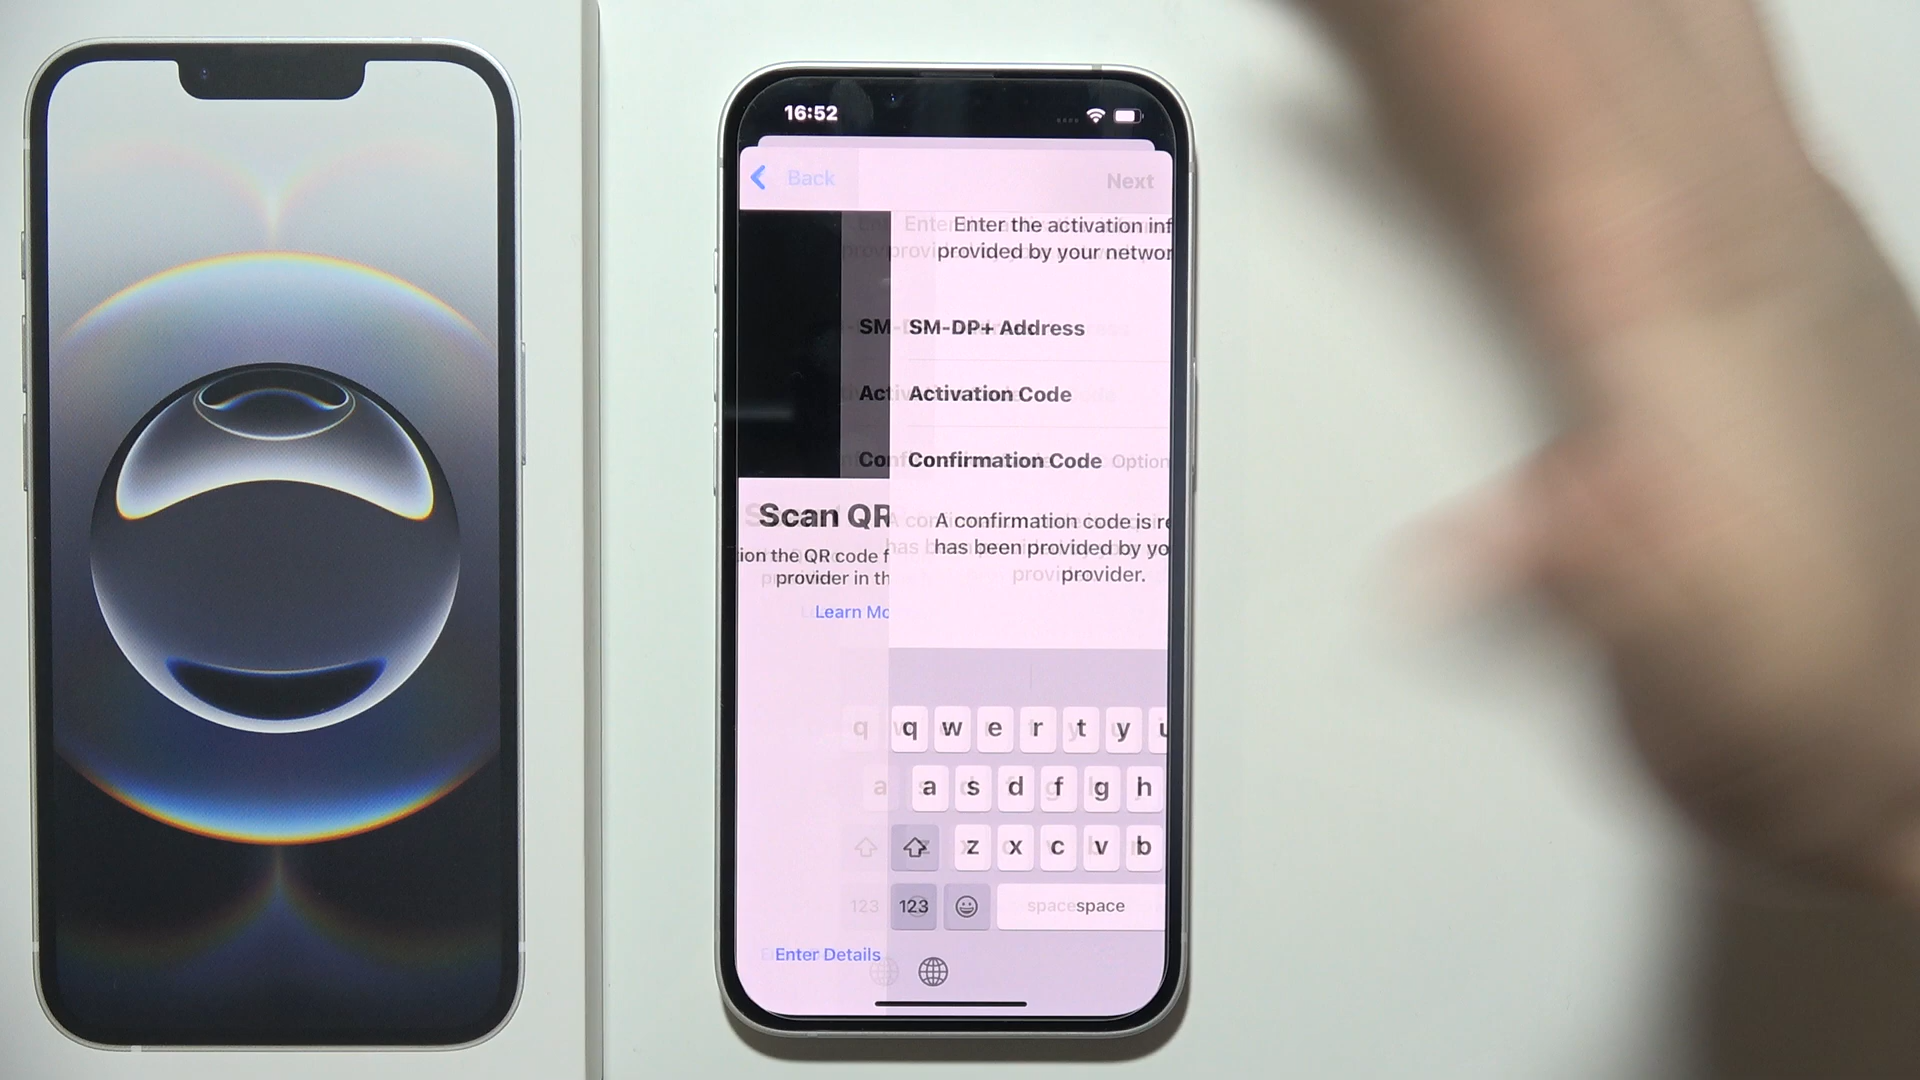 16:52
Back
Next
Enter the activation inf
provided by your networ
SM-DP+ Address
Activation Code
Confirmation Code Option
A confirmation code is re
has been provided by yo
provider.
Scan QR
ion the QR code f
provider in th
Learn Mo
q w e r t y u
a s d f g h
z x c v b
123 space
Enter Details